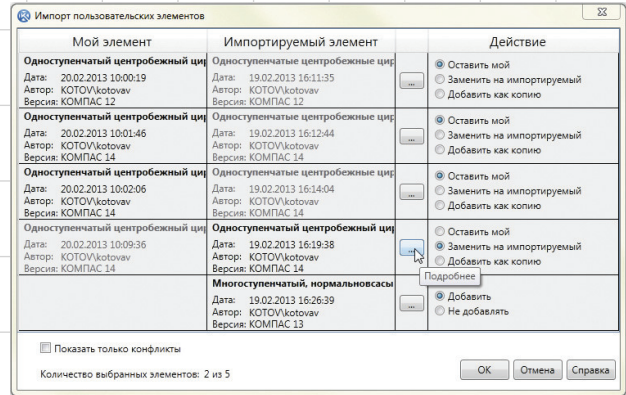 Импорт пользовательских элементов
Мой элемент Импортируемый элемент Действие
Одноступенчатый центробежный цир Одноступенчатые центробежные цир
Дата: 20.02.2013 10:00:19 Дата: 19.02.2013 16:11:35 Оставить мой
Автор: KOTOV\kotovav Автор: KOTOV\kotovav ... Заменить на импортируемый
Версия: КОМПАС 12 Версия: КОМПАС 12 Добавить как копию
Одноступенчатый центробежный цир Одноступенчатые центробежные цир
Дата: 20.02.2013 10:01:46 Дата: 19.02.2013 16:12:44 Оставить мой
Автор: KOTOV\kotovav Автор: KOTOV\kotovav ... Заменить на импортируемый
Версия: КОМПАС 14 Версия: КОМПАС 14 Добавить как копию
Одноступенчатый центробежный цир Одноступенчатые центробежные цир
Дата: 20.02.2013 10:02:06 Дата: 19.02.2013 16:14:04 Оставить мой
Автор: KOTOV\kotovav Автор: KOTOV\kotovav ... Заменить на импортируемый
Версия: КОМПАС 14 Версия: КОМПАС 14 Добавить как копию
Одноступенчатый центробежный цир Одноступенчатый центробежный цир
Дата: 20.02.2013 10:09:36 Дата: 19.02.2013 16:19:38 Оставить мой
Автор: KOTOV\kotovav Автор: KOTOV\kotovav ... Заменить на импортируемый
Версия: КОМПАС 14 Версия: КОМПАС 14 Добавить как копию
Подробнее
Многоступенчатый, нормальновсасы
Дата: 19.02.2013 16:26:39 Добавить
Автор: KOTOV\kotovav ... Не добавлять
Версия: КОМПАС 13
Показать только конфликты
Количество выбранных элементов: 2 из 5 ОК Отмена Справка